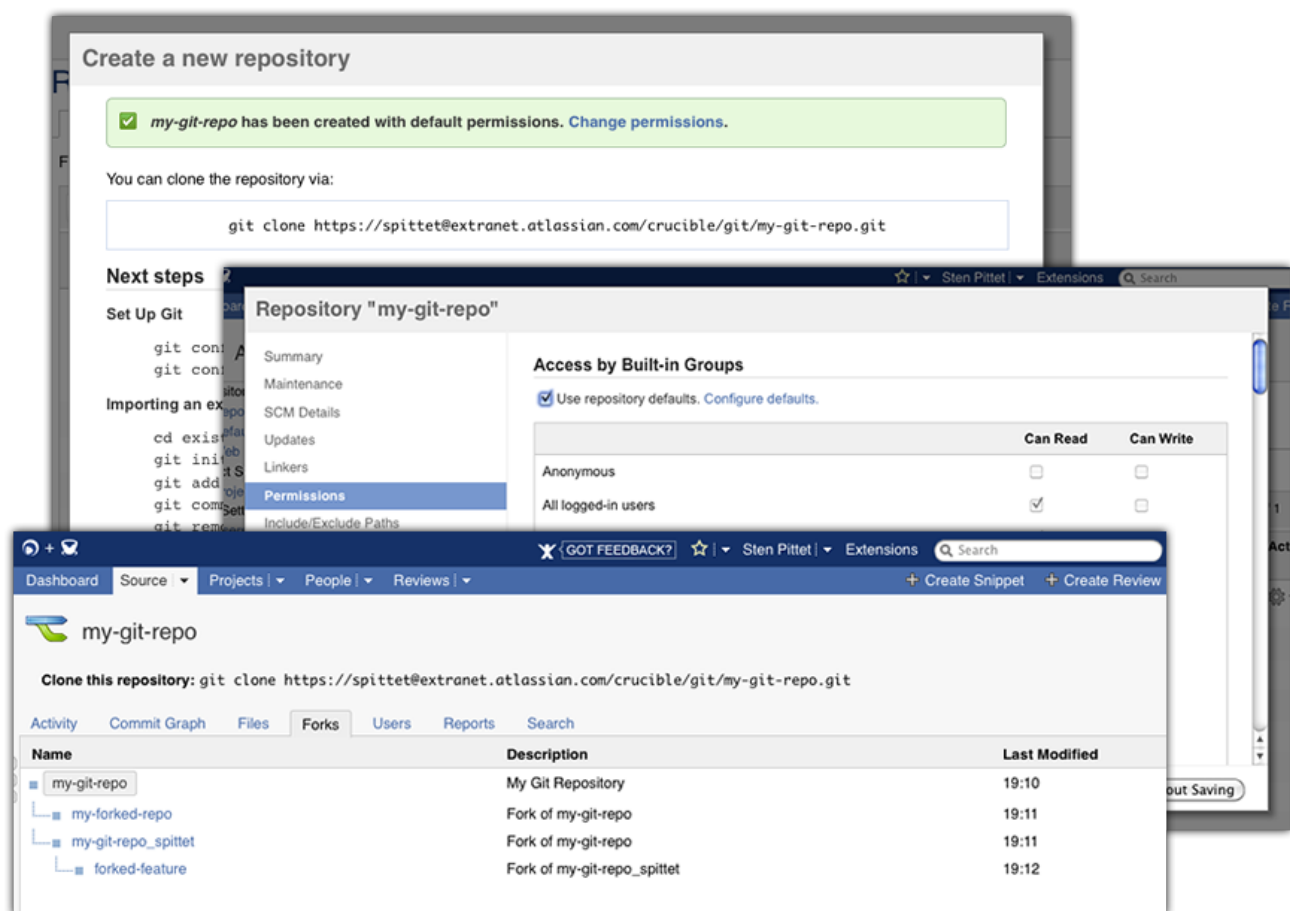 Create a new repository
my-git-repo has been created with default permissions. Change permissions.
You can clone the repository via:
git clone https://spittet@extranet.atlassian.com/crucible/git/my-git-repo.git
Next steps
Set Up Git
git con
git con
Importing an ex
cd exis
git init
git add
git com
git rem
Sten Pittet Extensions Search
Repository "my-git-repo"
Summary
Maintenance
SCM Details
Updates
Linkers
Permissions
Include/Exclude Paths
Access by Built-in Groups
Use repository defaults. Configure defaults.
Can Read Can Write
Anonymous
All logged-in users
out Saving
+ GOT FEEDBACK? Sten Pittet Extensions Search
Dashboard Source Projects People Reviews + Create Snippet + Create Review
my-git-repo
Clone this repository: git clone https://spittet@extranet.atlassian.com/crucible/git/my-git-repo.git
Activity Commit Graph Files Forks Users Reports Search
Name Description Last Modified
my-git-repo My Git Repository 19:10
my-forked-repo Fork of my-git-repo 19:11
my-git-repo_spittet Fork of my-git-repo 19:11
forked-feature Fork of my-git-repo_spittet 19:12